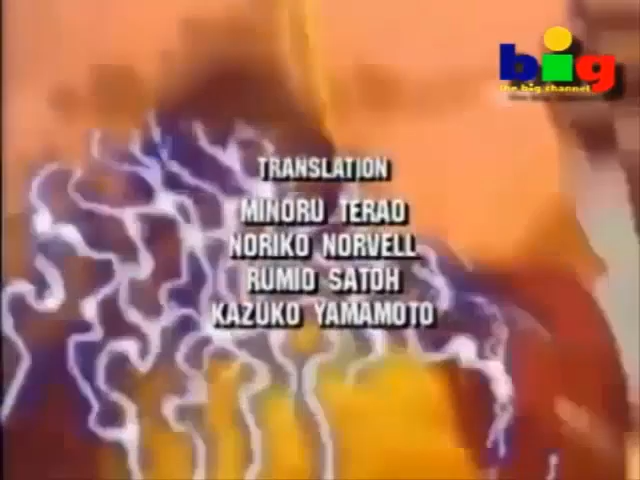 big
the big channel
TRANSLATION
MINORU TERAO
NORIKO NORVELL
RUMIO SATOH
KAZUKO YAMAMOTO